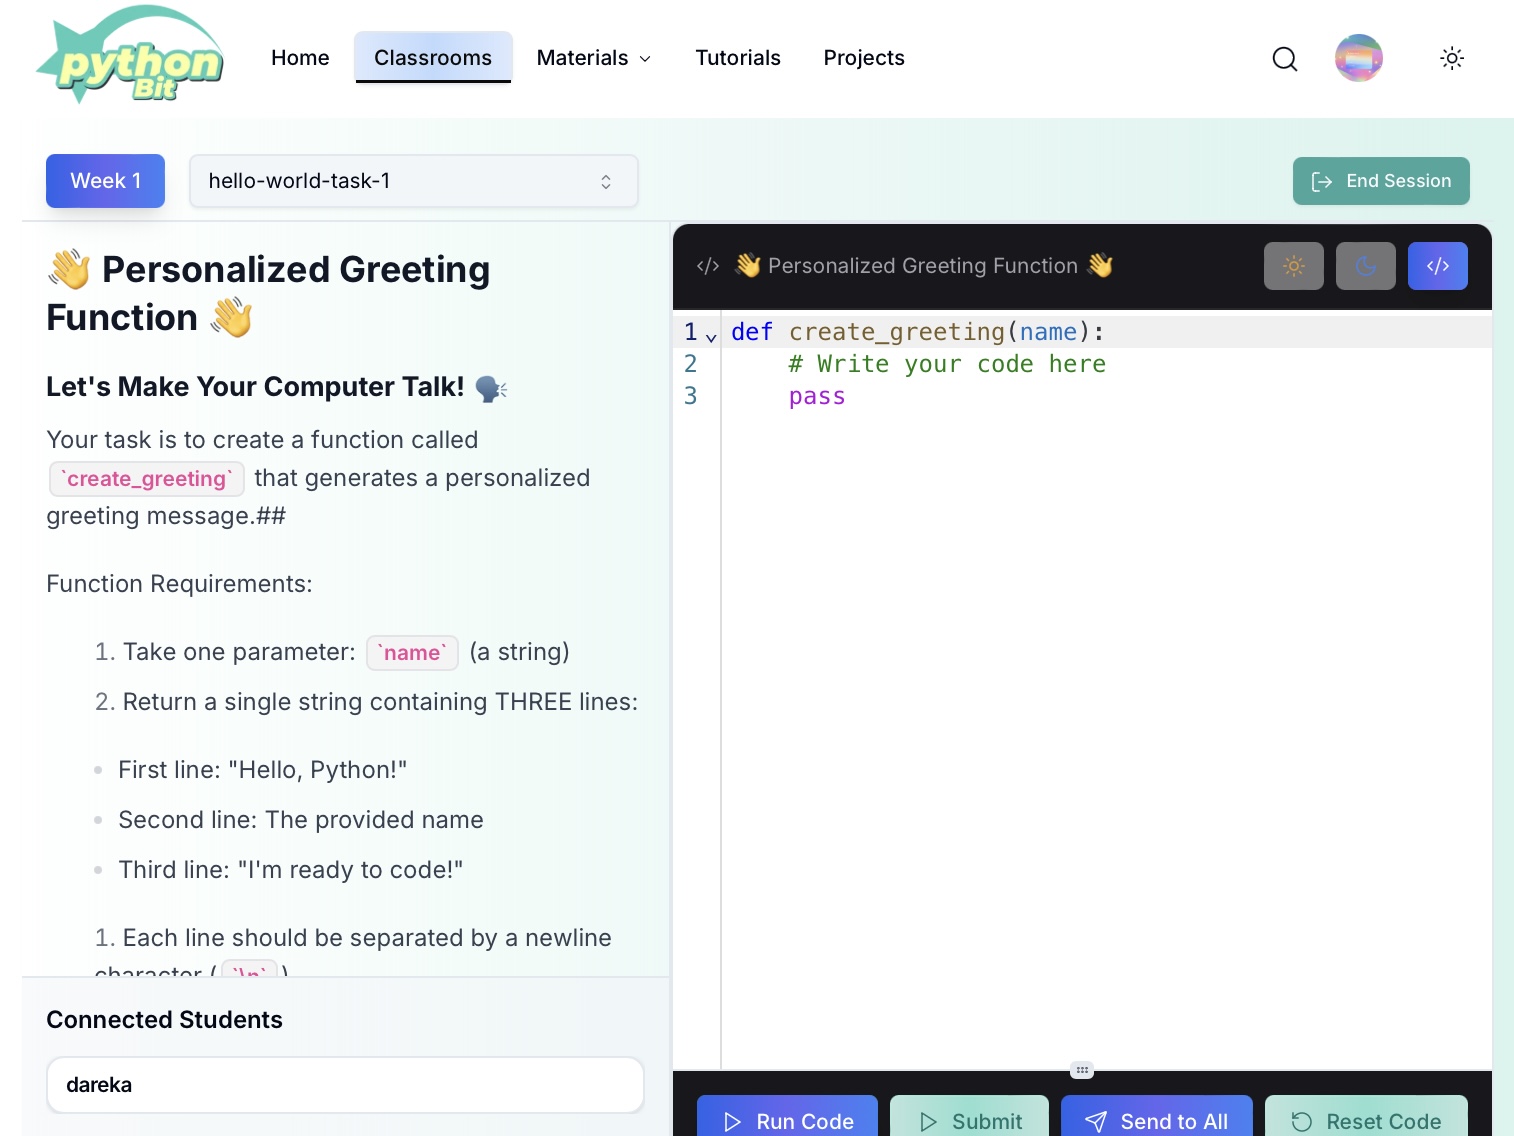 python
Bit
Home
Classrooms
Materials
Tutorials
Projects
Week 1
hello-world-task-1
End Session
👋 Personalized Greeting
Function 👋
Let's Make Your Computer Talk! 🗣️
Your task is to create a function called
`create_greeting` that generates a personalized
greeting message.##
Function Requirements:
1. Take one parameter: `name` (a string)
2. Return a single string containing THREE lines:
• First line: "Hello, Python!"
• Second line: The provided name
• Third line: "I'm ready to code!"
1. Each line should be separated by a newline
character (`\n`)
Connected Students
dareka
</> 👋 Personalized Greeting Function 👋
</>
1 def create_greeting(name):
2     # Write your code here
3     pass
Run Code
Submit
Send to All
Reset Code